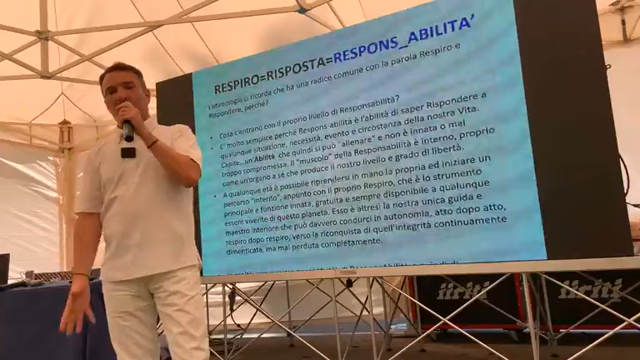 RESPIRO=RISPOSTA=RESPONS_ABILITA'
L'etimologia ci ricorda che ha una radice comune con la parola Respiro e
Rispondere, perché?
• Cosa c'entrano con il proprio livello di Responsabilità?
• E' molto semplice perché Respons-abilità è l'abilità di saper Rispondere a
qualunque situazione, necessità, evento e circostanza della nostra Vita.
un'Abilità, che quindi si può "allenare" e non è innata o mal
troppo compromessa. Il "muscolo" della Responsabilità è interno, proprio
come un'organo a sé che produce il nostro livello e grado di libertà.
• A qualunque età è possibile riprendersi in mano la propria ed iniziare un
percorso "interno", appunto con il proprio Respiro, che è lo strumento
principale e funzione innata, gratuita e sempre disponibile a qualunque
essere vivente di questo pianeta. Esso è altresì la nostra unica guida e
maestro interiore che può davvero condurci in autonomia, atto dopo atto,
respiro dopo respiro, verso la riconquista di quell'integrità continuamente
dimenticata, ma mai perduta completamente.
iiriti
iiriti